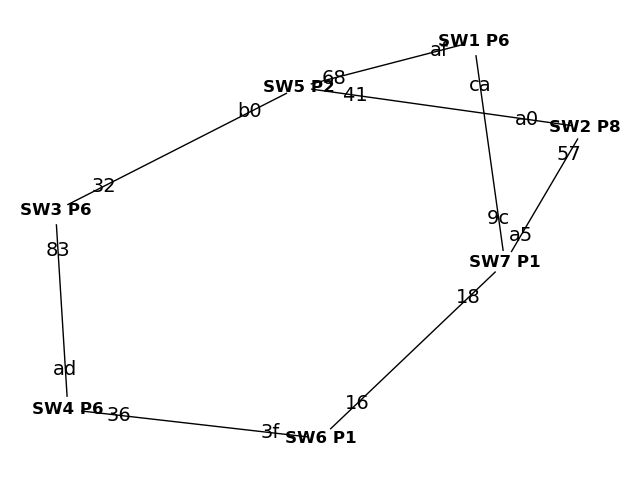 SW1 P6
af
68
SW5 P2
ca
41
b0
a0
SW2 P8
57
32
SW3 P6
9c
a5
83
SW7 P1
18
ad
16
SW4 P6
36
3f
SW6 P1